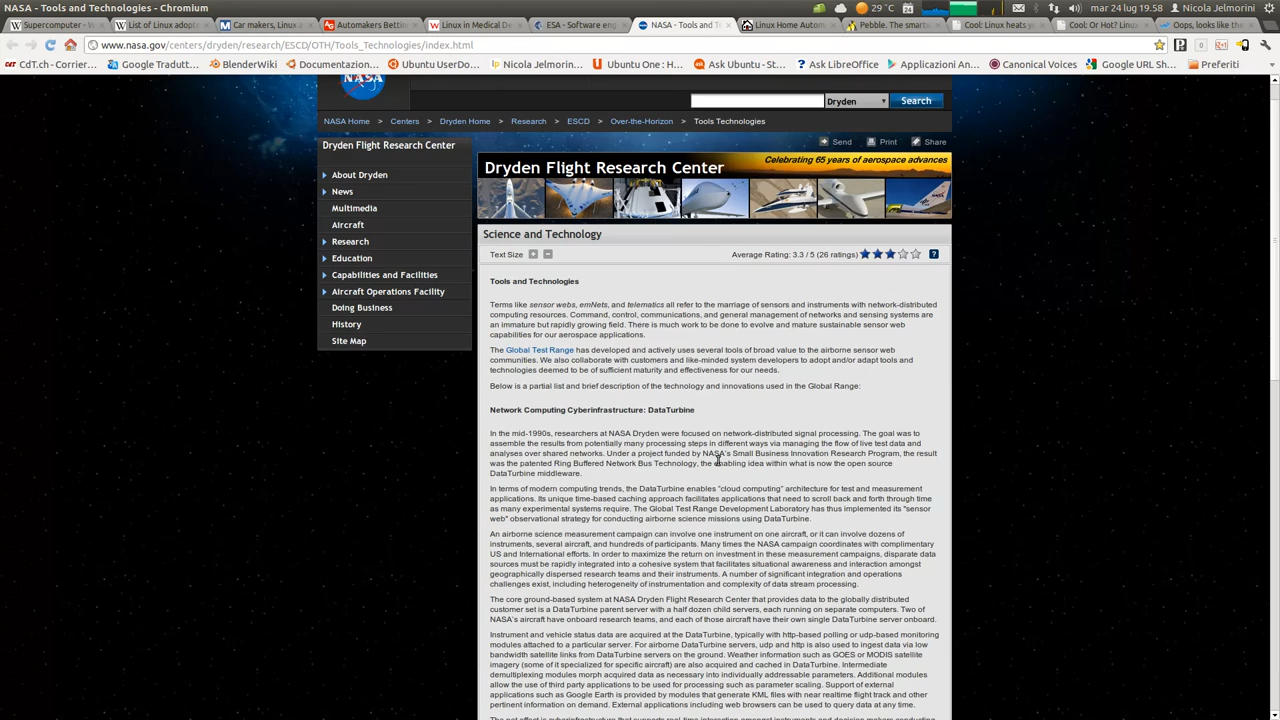 NASA - Tools and Technologies - Chromium
29 °C
mar 24 lug 19.58
Nicola Jelmorini
Supercomputer - W
List of Linux adopt
Car makers, Linux a
Automakers Bettin
Linux in Medical De
ESA - Software eng
NASA - Tools and T
Linux Home Autom
Pebble. The smart
Cool: Linux heats y
Cool: Or Hot? Linux
Oops, looks like the
www.nasa.gov/centers/dryden/research/ESCD/OTH/Tools_Technologies/index.html
CdT.ch - Corrier...
Google Tradutt...
BlenderWiki
Documentazion...
Ubuntu UserDo...
Nicola Jelmorin...
Ubuntu One : H...
Ask Ubuntu - St...
Ask LibreOffice
Applicazioni An...
Canonical Voices
Google URL Sh...
Preferiti
NASA
Dryden
Search
NASA Home > Centers > Dryden Home > Research > ESCD > Over-the-Horizon > Tools Technologies
Send Print Share
Dryden Flight Research Center
About Dryden
News
Multimedia
Aircraft
Research
Education
Capabilities and Facilities
Aircraft Operations Facility
Doing Business
History
Site Map
Celebrating 65 years of aerospace advances
Dryden Flight Research Center
Science and Technology
Text Size + -
Average Rating: 3.3 / 5 (26 ratings) ?
Tools and Technologies
Terms like sensor webs, emNets, and telematics all refer to the marriage of sensors and instruments with network-distributed
computing resources. Command, control, communications, and general management of networks and sensing systems are
an immature but rapidly growing field. There is much work to be done to evolve and mature sustainable sensor web
capabilities for our aerospace applications.
The Global Test Range has developed and actively uses several tools of broad value to the airborne sensor web
communities. We also collaborate with customers and like-minded system developers to adopt and/or adapt tools and
technologies deemed to be of sufficient maturity and effectiveness for our needs.
Below is a partial list and brief description of the technology and innovations used in the Global Range:
Network Computing Cyberinfrastructure: DataTurbine
In the mid-1990s, researchers at NASA Dryden were focused on network-distributed signal processing. The goal was to
assemble the results from potentially many processing steps in different ways via managing the flow of live test data and
analyses over shared networks. Under a project funded by NASA's Small Business Innovation Research Program, the result
was the patented Ring Buffered Network Bus Technology, the enabling idea within what is now the open source
DataTurbine middleware.
In terms of modern computing trends, the DataTurbine enables "cloud computing" architecture for test and measurement
applications. Its unique time-based caching approach facilitates applications that need to scroll back and forth through time
as many experimental systems require. The Global Test Range Development Laboratory has thus implemented its "sensor
web" observational strategy for conducting airborne science missions using DataTurbine.
An airborne science measurement campaign can involve one instrument on one aircraft, or it can involve dozens of
instruments, several aircraft, and hundreds of participants. Many times the NASA campaign coordinates with complimentary
US and International efforts. In order to maximize the return on investment in these measurement campaigns, disparate data
sources must be rapidly integrated into a cohesive system that facilitates situational awareness and interaction amongst
geographically dispersed research teams and their instruments. A number of significant integration and operations
challenges exist, including heterogeneity of instrumentation and complexity of data stream processing.
The core ground-based system at NASA Dryden Flight Research Center that provides data to the globally distributed
customer set is a DataTurbine parent server with a half dozen child servers, each running on separate computers. Two of
NASA's aircraft have onboard research teams, and each of those aircraft have their own single DataTurbine server onboard.
Instrument and vehicle status data are acquired at the DataTurbine, typically with http-based polling or udp-based monitoring
modules attached to a particular server. For airborne DataTurbine servers, udp and http is also used to ingest data via low
bandwidth satellite links from DataTurbine servers on the ground. Weather information such as GOES or MODIS satellite
imagery (some of it specialized for specific aircraft) are also acquired and cached in DataTurbine. Intermediate
demultiplexing modules morph acquired data as necessary into individually addressable parameters. Additional modules
allow the use of third party applications to be used for processing such as parameter scaling. Support of external
applications such as Google Earth is provided by modules that generate KML files with near realtime flight track and other
pertinent information on demand. External applications including web browsers can be used to query data at any time.